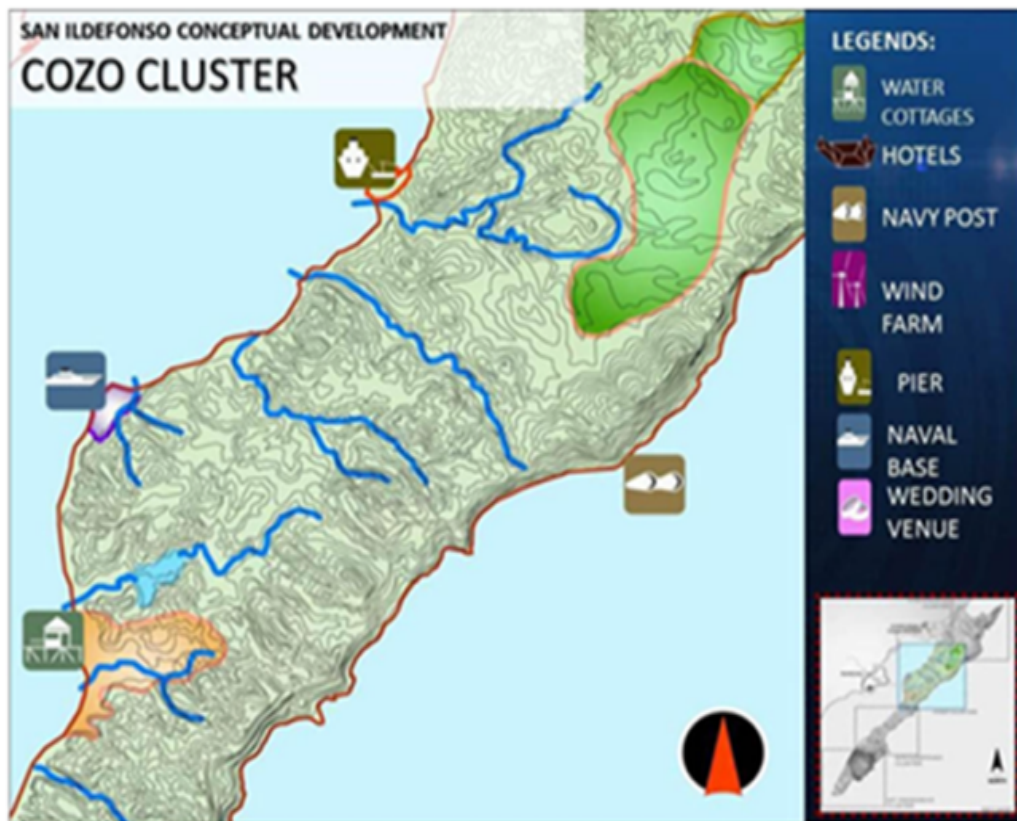 SAN ILDEFONSO CONCEPTUAL DEVELOPMENT
COZO CLUSTER
LEGENDS:
WATER
COTTAGES
HOTELS
NAVY POST
WIND
FARM
PIER
NAVAL
BASE
WEDDING
VENUE